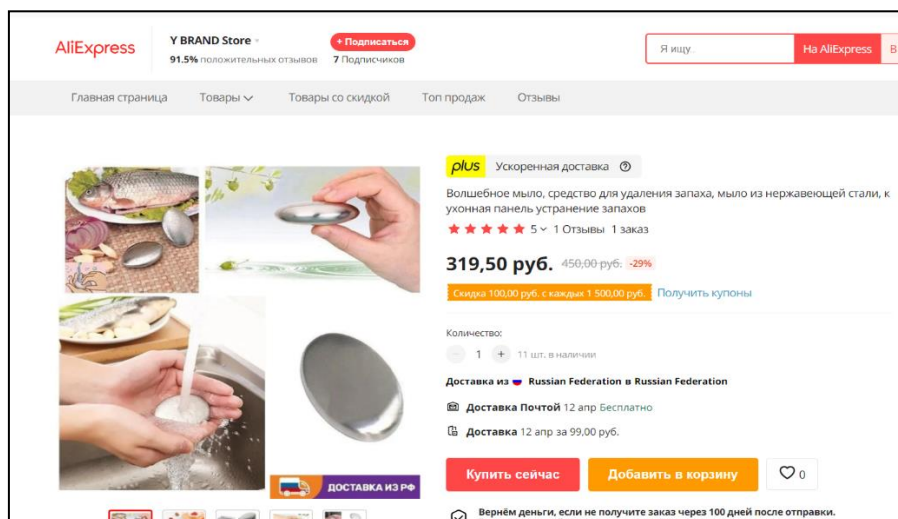 AliExpress
Y BRAND Store
+ Подписаться
91.5% положительных отзывов
7 Подписчиков
Я ищу
На AliExpress
В
Главная страница
Товары
Товары со скидкой
Топ продаж
Отзывы
plus Ускоренная доставка
Волшебное мыло, средство для удаления запаха, мыло из нержавеющей стали, к
ухонная панель устранение запахов
5 1 Отзывы 1 заказ
319,50 руб. 450,00 руб. -29%
Скидка 100,00 руб. с каждых 1 500,00 руб. Получить купоны
Количество:
− 1 + 11 шт. в наличии
Доставка из Russian Federation в Russian Federation
Доставка Почтой 12 апр Бесплатно
Доставка 12 апр за 99,00 руб.
ДОСТАВКА ИЗ РФ
Купить сейчас
Добавить в корзину
0
Вернём деньги, если не получите заказ через 100 дней после отправки.